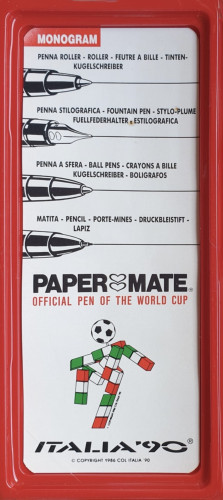 MONOGRAM
PENNA ROLLER - ROLLER - FEUTRE A BILLE - TINTEN-
KUGELSCHREIBER
PENNA STILOGRAFICA - FOUNTAIN PEN - STYLO-PLUME
FUELLFEDERHALTER - ESTILOGRAFICA
PENNA A SFERA - BALL PENS - CRAYONS A BILLE
KUGELSCHREIBER - BOLIGRAFOS
MATITA - PENCIL - PORTE-MINES - DRUCKBLEISTIFT -
LAPIZ
PAPER MATE®
OFFICIAL PEN OF THE WORLD CUP
ITALIA'90®
© COPYRIGHT 1986 COL ITALIA '90